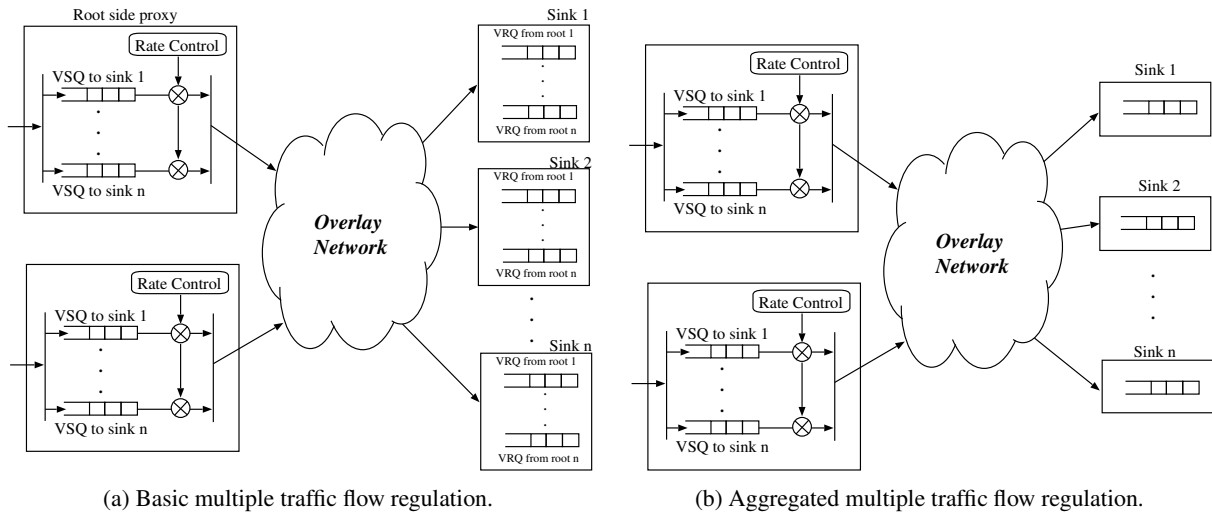 Root side proxy
Rate Control
VSQ to sink 1
VSQ to sink n
Rate Control
VSQ to sink 1
VSQ to sink n
Overlay
Network
Sink 1
VRQ from root 1
VRQ from root n
Sink 2
VRQ from root 1
VRQ from root n
Sink n
VRQ from root 1
VRQ from root n
(a) Basic multiple traffic flow regulation.
Rate Control
VSQ to sink 1
VSQ to sink n
Rate Control
VSQ to sink 1
VSQ to sink n
Overlay
Network
Sink 1
Sink 2
Sink n
(b) Aggregated multiple traffic flow regulation.